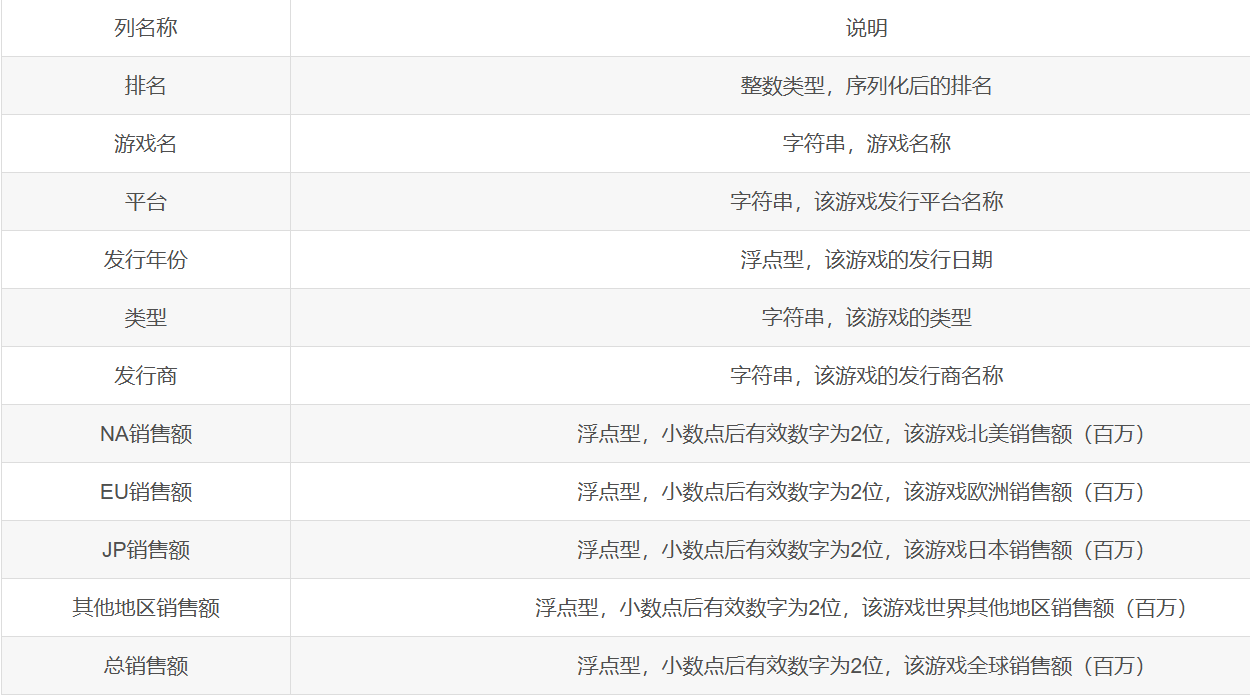 列名称 说明
排名 整数类型，序列化后的排名
游戏名 字符串，游戏名称
平台 字符串，该游戏发行平台名称
发行年份 浮点型，该游戏的发行日期
类型 字符串，该游戏的类型
发行商 字符串，该游戏的发行商名称
NA销售额 浮点型，小数点后有效数字为2位，该游戏北美销售额（百万）
EU销售额 浮点型，小数点后有效数字为2位，该游戏欧洲销售额（百万）
JP销售额 浮点型，小数点后有效数字为2位，该游戏日本销售额（百万）
其他地区销售额 浮点型，小数点后有效数字为2位，该游戏世界其他地区销售额（百万）
总销售额 浮点型，小数点后有效数字为2位，该游戏全球销售额（百万）